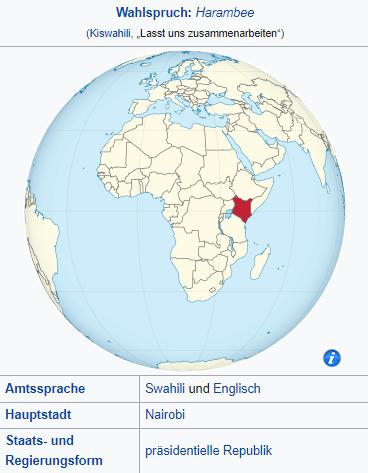 Wahlspruch: Harambee
(Kiswahili, „Lasst uns zusammenarbeiten“)
i
Amtssprache Swahili und Englisch
Hauptstadt Nairobi
Staats- und
Regierungsform präsidentielle Republik